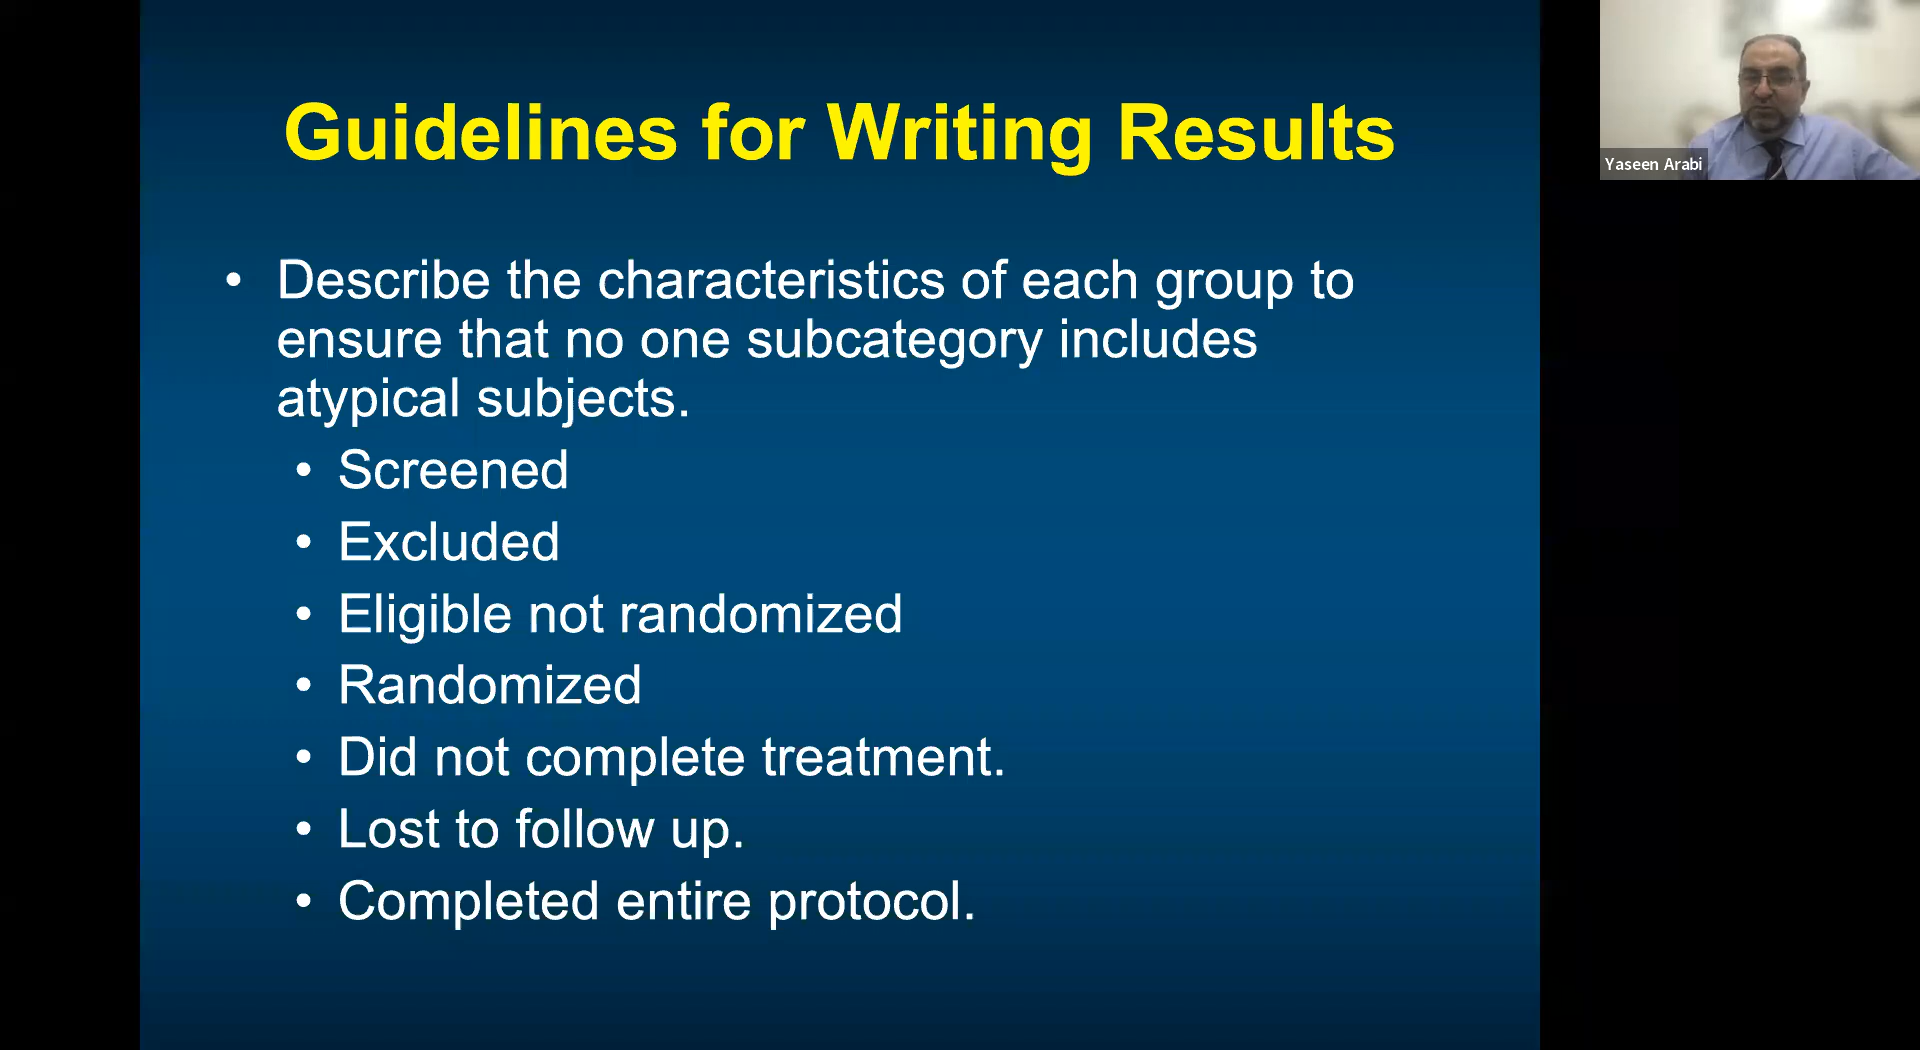 Guidelines for Writing Results
• Describe the characteristics of each group to
ensure that no one subcategory includes
atypical subjects.
• Screened
• Excluded
• Eligible not randomized
• Randomized
• Did not complete treatment.
• Lost to follow up.
• Completed entire protocol.
Yaseen Arabi